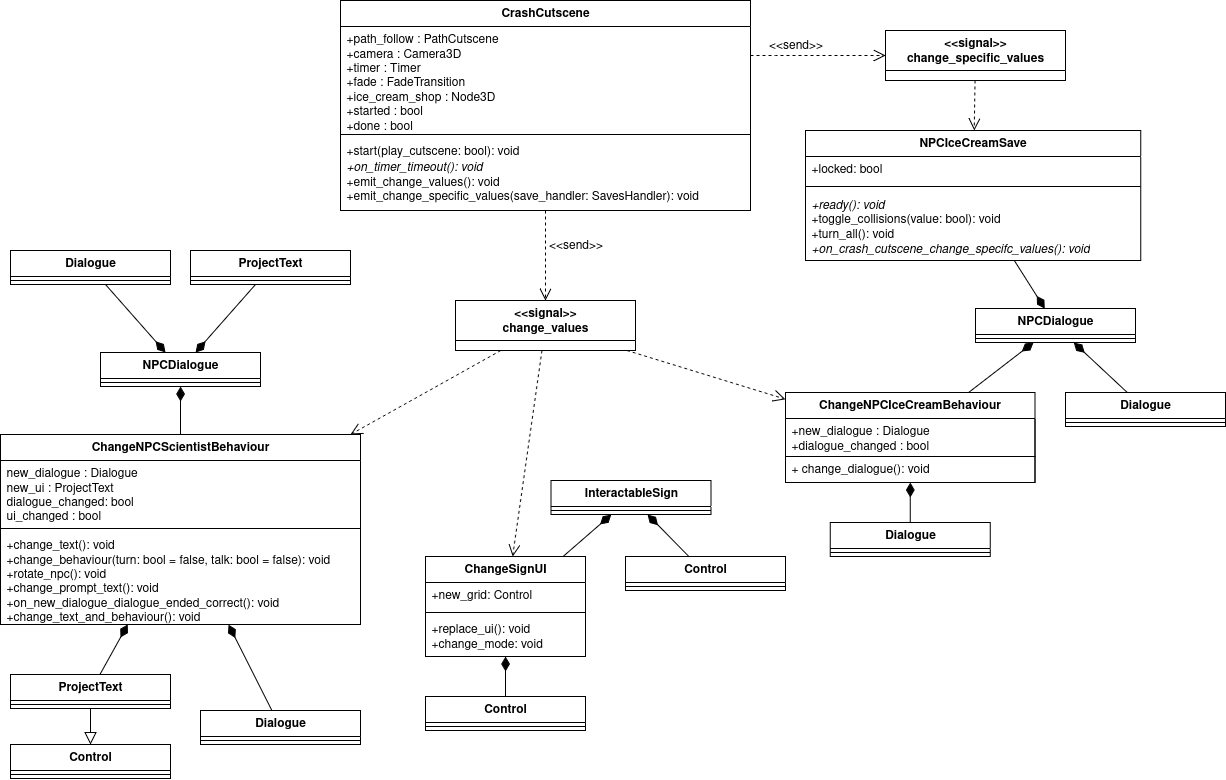 CrashCutscene
+path_follow : PathCutscene
+camera : Camera3D
+timer : Timer
+fade : FadeTransition
+ice_cream_shop : Node3D
+started : bool
+done : bool
+start(play_cutscene: bool): void
+on_timer_timeout(): void
+emit_change_values(): void
+emit_change_specific_values(save_handler: SavesHandler): void
<<send>>
<<signal>>
change_specific_values
NPCIceCreamSave
+locked: bool
+ready(): void
+toggle_collisions(value: bool): void
+turn_all(): void
+on_crash_cutscene_change_specifc_values(): void
<<send>>
Dialogue
ProjectText
<<signal>>
change_values
NPCDialogue
NPCDialogue
ChangeNPCIceCreamBehaviour
+new_dialogue : Dialogue
+dialogue_changed : bool
+ change_dialogue(): void
Dialogue
ChangeNPCScientistBehaviour
new_dialogue : Dialogue
new_ui : ProjectText
dialogue_changed: bool
ui_changed : bool
+change_text(): void
+change_behaviour(turn: bool = false, talk: bool = false): void
+rotate_npc(): void
+change_prompt_text(): void
+on_new_dialogue_dialogue_ended_correct(): void
+change_text_and_behaviour(): void
InteractableSign
Dialogue
ChangeSignUI
+new_grid: Control
+replace_ui(): void
+change_mode: void
Control
ProjectText
Dialogue
Control
Control